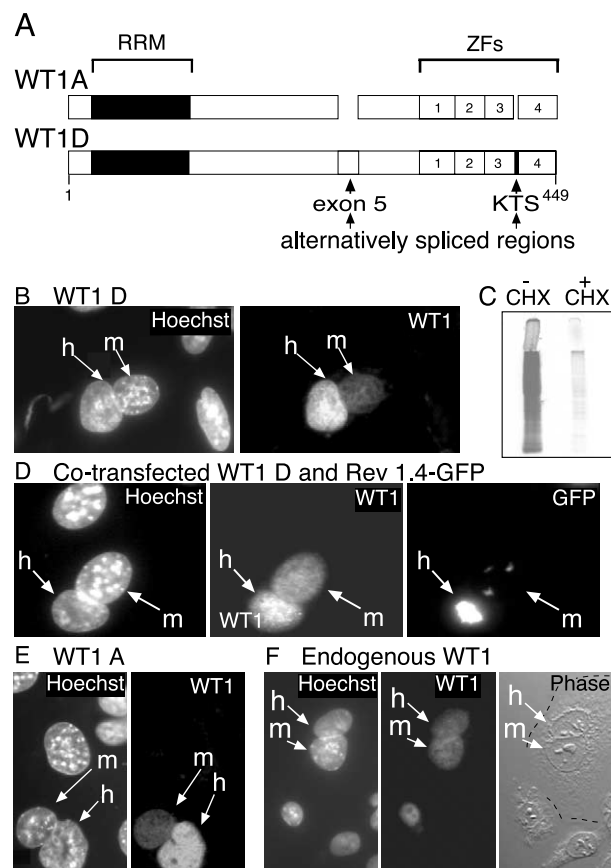 A
RRM ZFs
WT1A
1 2 3 4
WT1D
1 2 3 4
1 exon 5 KTS 449
alternatively spliced regions
B WT1 D
Hoechst WT1
h m h m
C - +
CHX CHX
D Co-transfected WT1 D and Rev 1.4-GFP
Hoechst WT1 GFP
h h h
WT1
m m m
E WT1 A
Hoechst WT1
m m
h h
F Endogenous WT1
Hoechst WT1 Phase
h h h
m m m